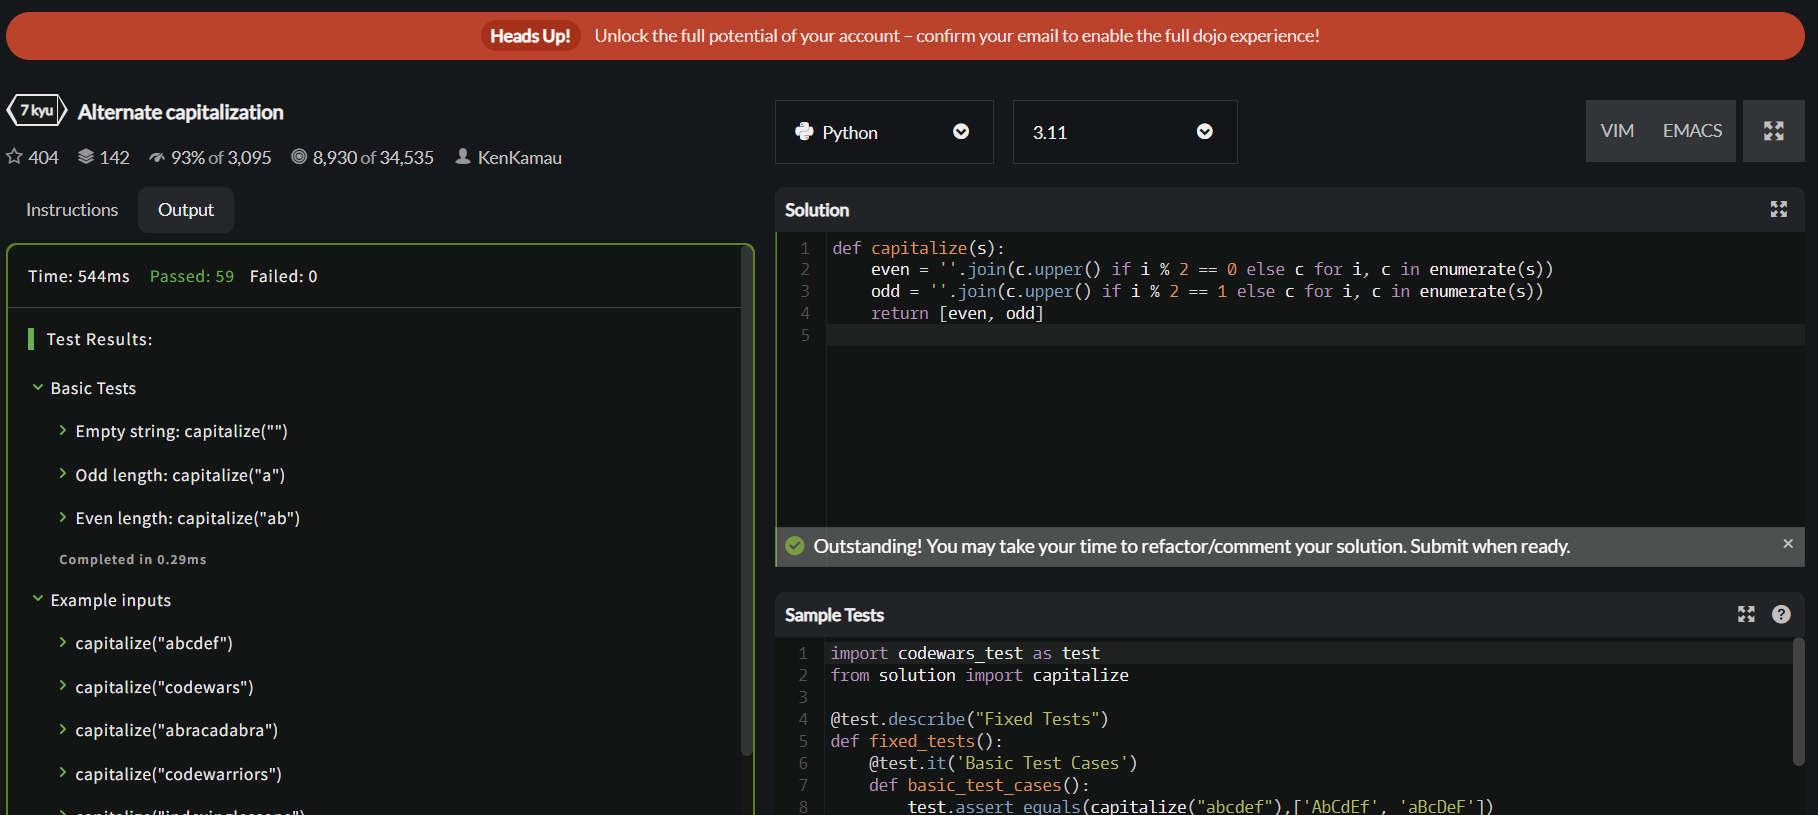 Heads Up! Unlock the full potential of your account – confirm your email to enable the full dojo experience!
7 kyu Alternate capitalization
404 142 93% of 3,095 8,930 of 34,535 KenKamau
Instructions Output
Time: 544ms Passed: 59 Failed: 0
Test Results:
Basic Tests
Empty string: capitalize("")
Odd length: capitalize("a")
Even length: capitalize("ab")
Completed in 0.29ms
Example inputs
capitalize("abcdef")
capitalize("codewars")
capitalize("abracadabra")
capitalize("codewarriors")
Python 3.11 VIM EMACS
Solution
1 def capitalize(s):
2     even = ''.join(c.upper() if i % 2 == 0 else c for i, c in enumerate(s))
3     odd = ''.join(c.upper() if i % 2 == 1 else c for i, c in enumerate(s))
4     return [even, odd]
5
Outstanding! You may take your time to refactor/comment your solution. Submit when ready.
Sample Tests
1 import codewars_test as test
2 from solution import capitalize
3
4 @test.describe("Fixed Tests")
5 def fixed_tests():
6     @test.it('Basic Test Cases')
7     def basic_test_cases():
8         test.assert_equals(capitalize("abcdef"),['AbCdEf', 'aBcDeF'])